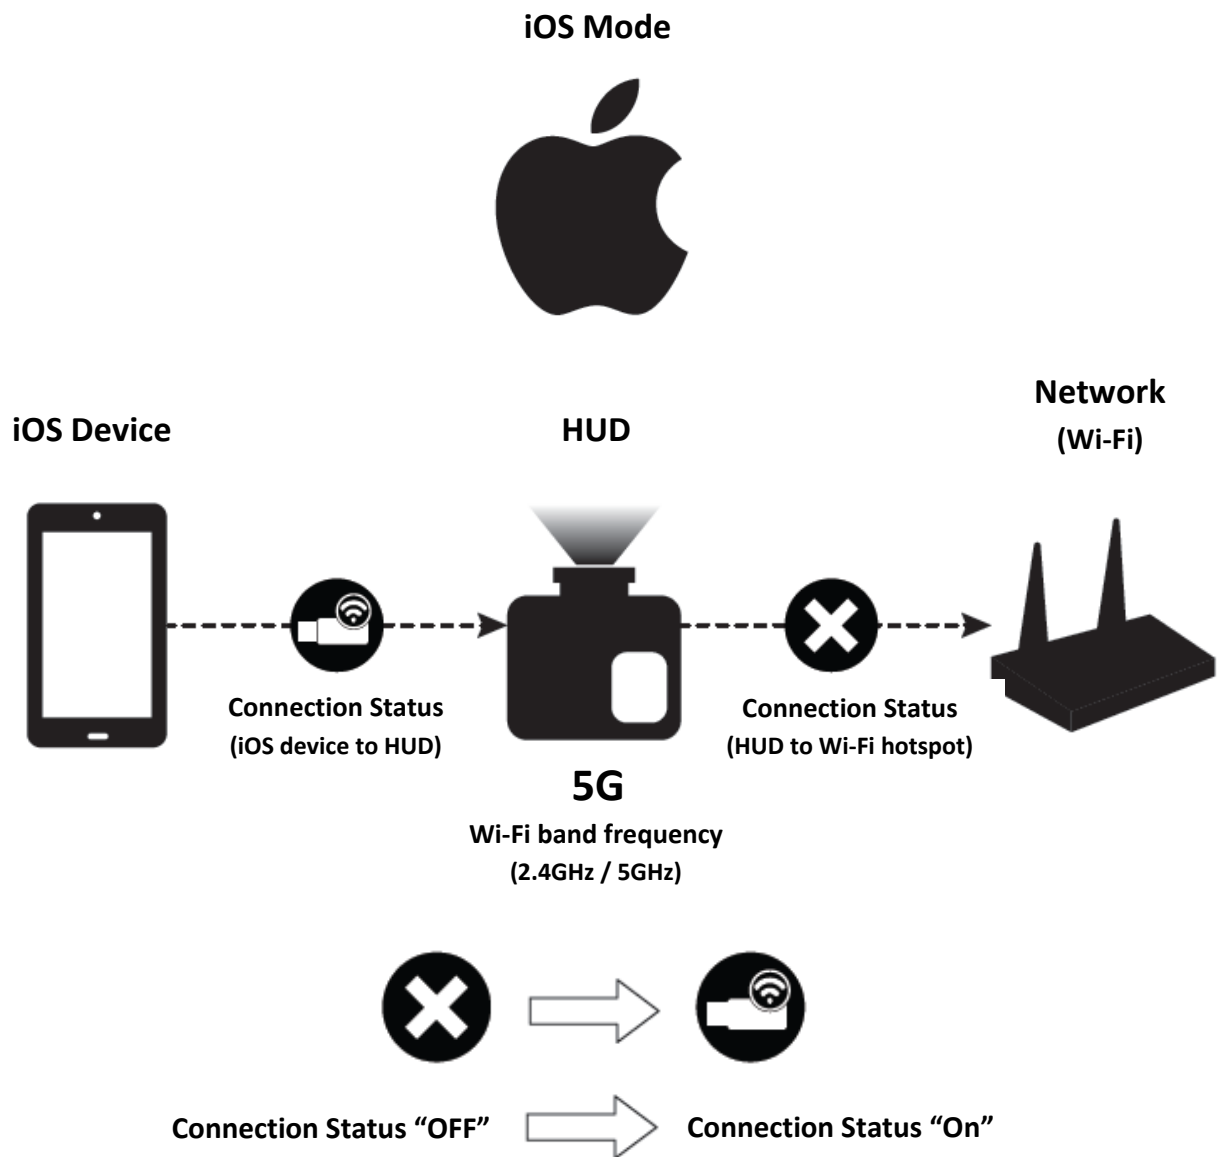 iOS Mode
Network
iOS Device
HUD
(Wi-Fi)
Connection Status
(iOS device to HUD)
Connection Status
(HUD to Wi-Fi hotspot)
5G
Wi-Fi band frequency
(2.4GHz / 5GHz)
Connection Status “OFF”
Connection Status “On”